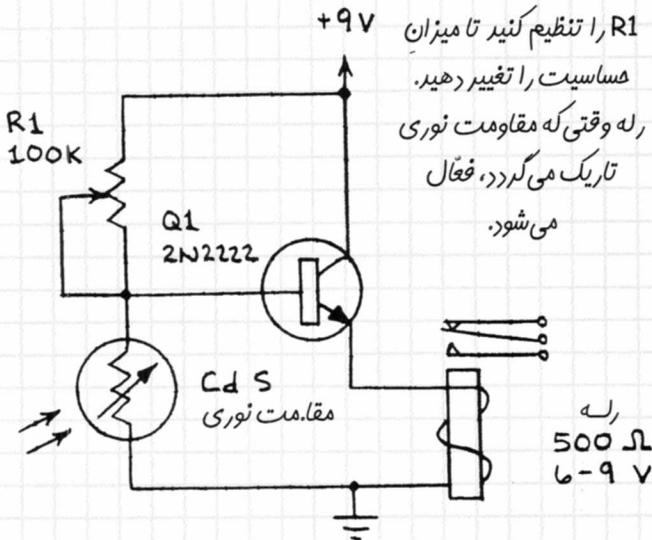 +9V
R1 را تنظیم کنید تا میزانِ
حساسیت را تغییر دهید.
رله وقتی که مقاومت نوری
تاریک می‌گردد، فعّال
می‌شود.
R1
100K
Q1
2N2222
Cd S
مقاومت نوری
رله
500 Ω
6-9 V